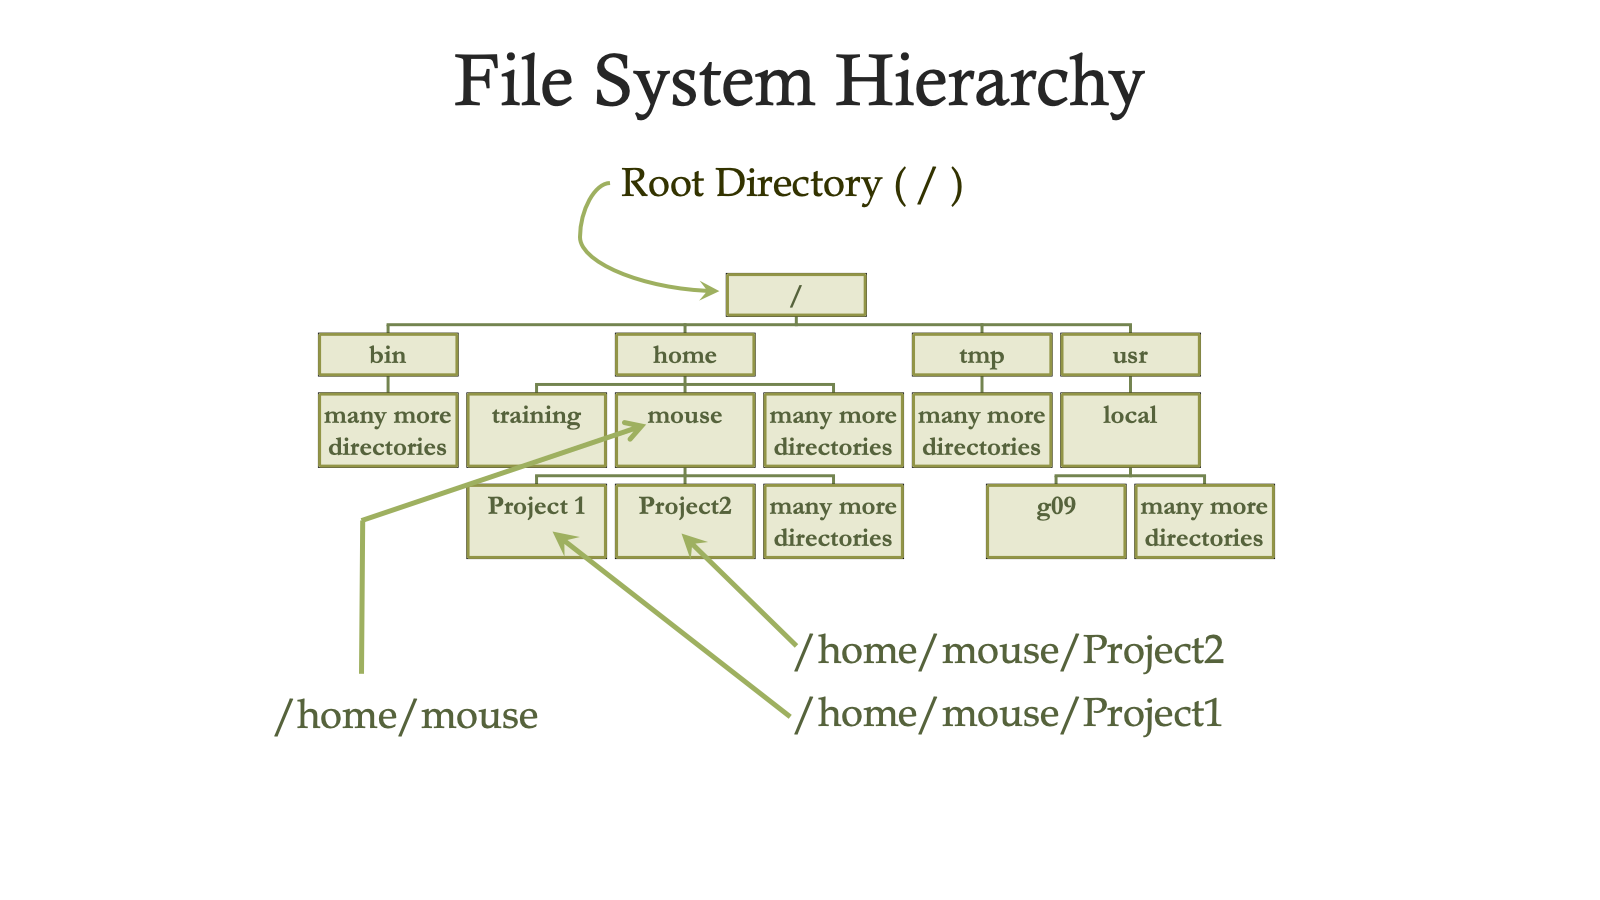 File System Hierarchy
Root Directory ( / )
/
bin
home
tmp
usr
many more
directories
training
mouse
many more
directories
many more
directories
local
Project 1
Project2
many more
directories
g09
many more
directories
/home/mouse/Project2
/home/mouse
/home/mouse/Project1